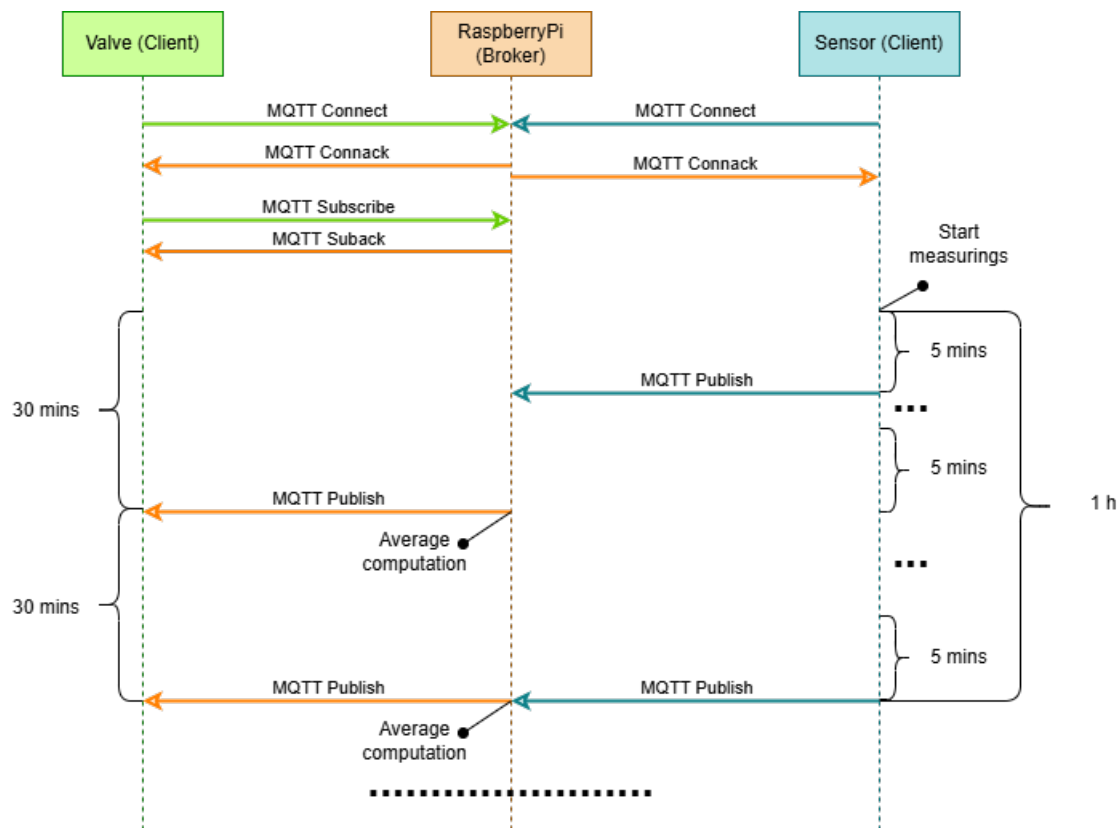 Valve (Client)
RaspberryPi
(Broker)
Sensor (Client)
MQTT Connect
MQTT Connect
MQTT Connack
MQTT Connack
MQTT Subscribe
MQTT Suback
Start
measurings
5 mins
MQTT Publish
30 mins
5 mins
MQTT Publish
1 h
Average
computation
30 mins
5 mins
MQTT Publish
MQTT Publish
Average
computation